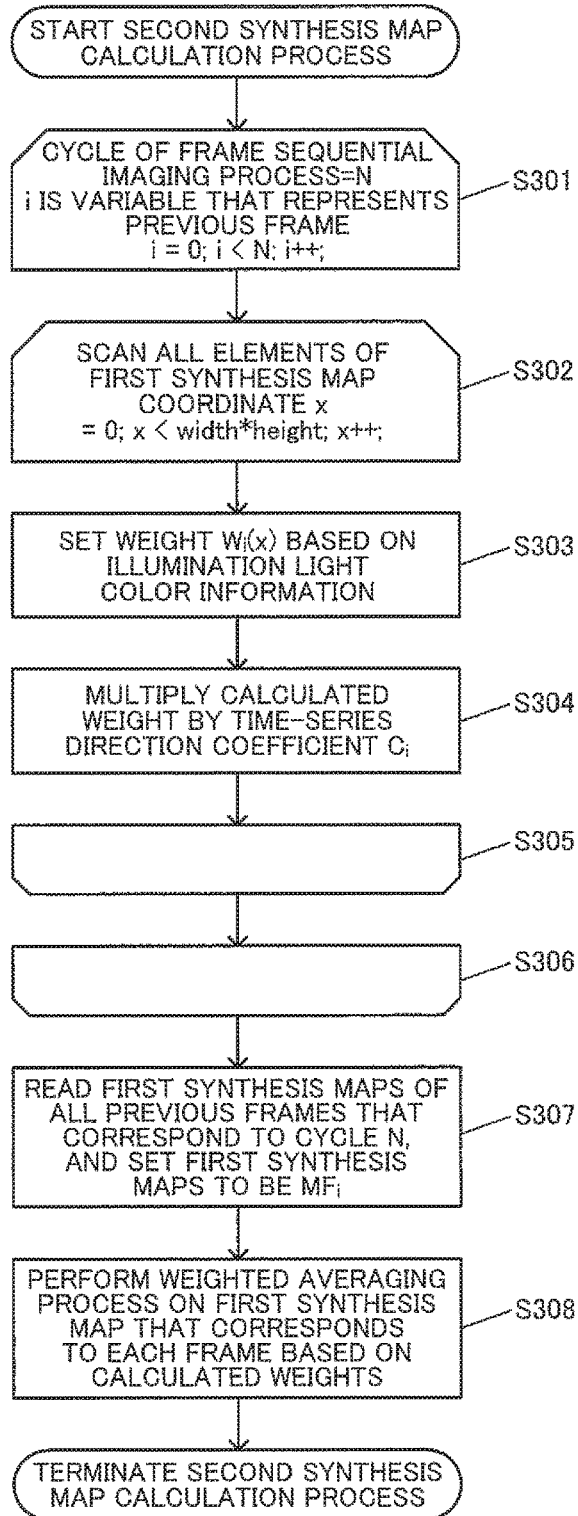 START SECOND SYNTHESIS MAP
CALCULATION PROCESS
CYCLE OF FRAME SEQUENTIAL
IMAGING PROCESS=N
i IS VARIABLE THAT REPRESENTS
PREVIOUS FRAME
i = 0; i < N; i++;
S301
SCAN ALL ELEMENTS OF
FIRST SYNTHESIS MAP
COORDINATE x
= 0; x < width*height; x++;
S302
SET WEIGHT Wi(x) BASED ON
ILLUMINATION LIGHT
COLOR INFORMATION
S303
MULTIPLY CALCULATED
WEIGHT BY TIME-SERIES
DIRECTION COEFFICIENT Ci
S304
S305
S306
READ FIRST SYNTHESIS MAPS OF
ALL PREVIOUS FRAMES THAT
CORRESPOND TO CYCLE N,
AND SET FIRST SYNTHESIS
MAPS TO BE MFi
S307
PERFORM WEIGHTED AVERAGING
PROCESS ON FIRST SYNTHESIS
MAP THAT CORRESPONDS
TO EACH FRAME BASED ON
CALCULATED WEIGHTS
S308
TERMINATE SECOND SYNTHESIS
MAP CALCULATION PROCESS